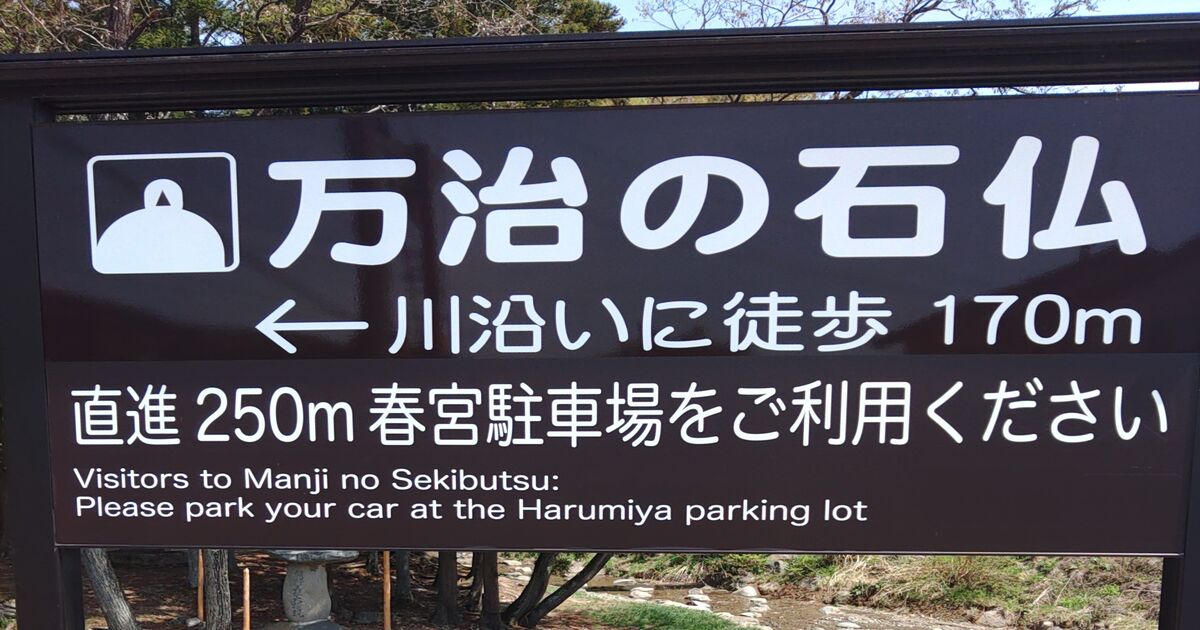 万治の石仏
← 川沿いに徒歩 170m
直進 250m 春宮駐車場をご利用ください
Visitors to Manji no Sekibutsu:
Please park your car at the Harumiya parking lot